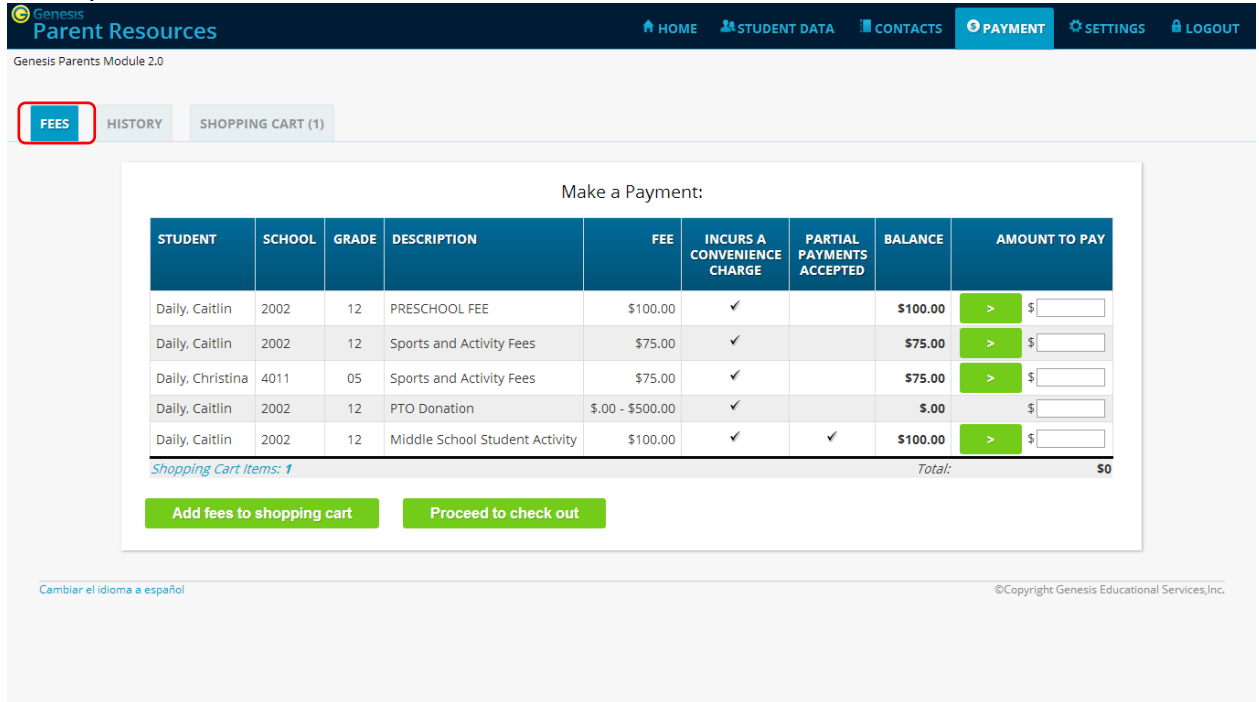 Genesis
Parent Resources
HOME STUDENT DATA CONTACTS PAYMENT SETTINGS LOGOUT
Genesis Parents Module 2.0
FEES HISTORY SHOPPING CART (1)
Make a Payment:
STUDENT SCHOOL GRADE DESCRIPTION FEE INCURS A CONVENIENCE CHARGE PARTIAL PAYMENTS ACCEPTED BALANCE AMOUNT TO PAY
Daily, Caitlin 2002 12 PRESCHOOL FEE $100.00 ✓ $100.00 > $
Daily, Caitlin 2002 12 Sports and Activity Fees $75.00 ✓ $75.00 > $
Daily, Christina 4011 05 Sports and Activity Fees $75.00 ✓ $75.00 > $
Daily, Caitlin 2002 12 PTO Donation $.00 - $500.00 ✓ $.00 $
Daily, Caitlin 2002 12 Middle School Student Activity $100.00 ✓ ✓ $100.00 > $
Shopping Cart Items: 1 Total: $0
Add fees to shopping cart Proceed to check out
Cambiar el idioma a español ©Copyright Genesis Educational Services,Inc.